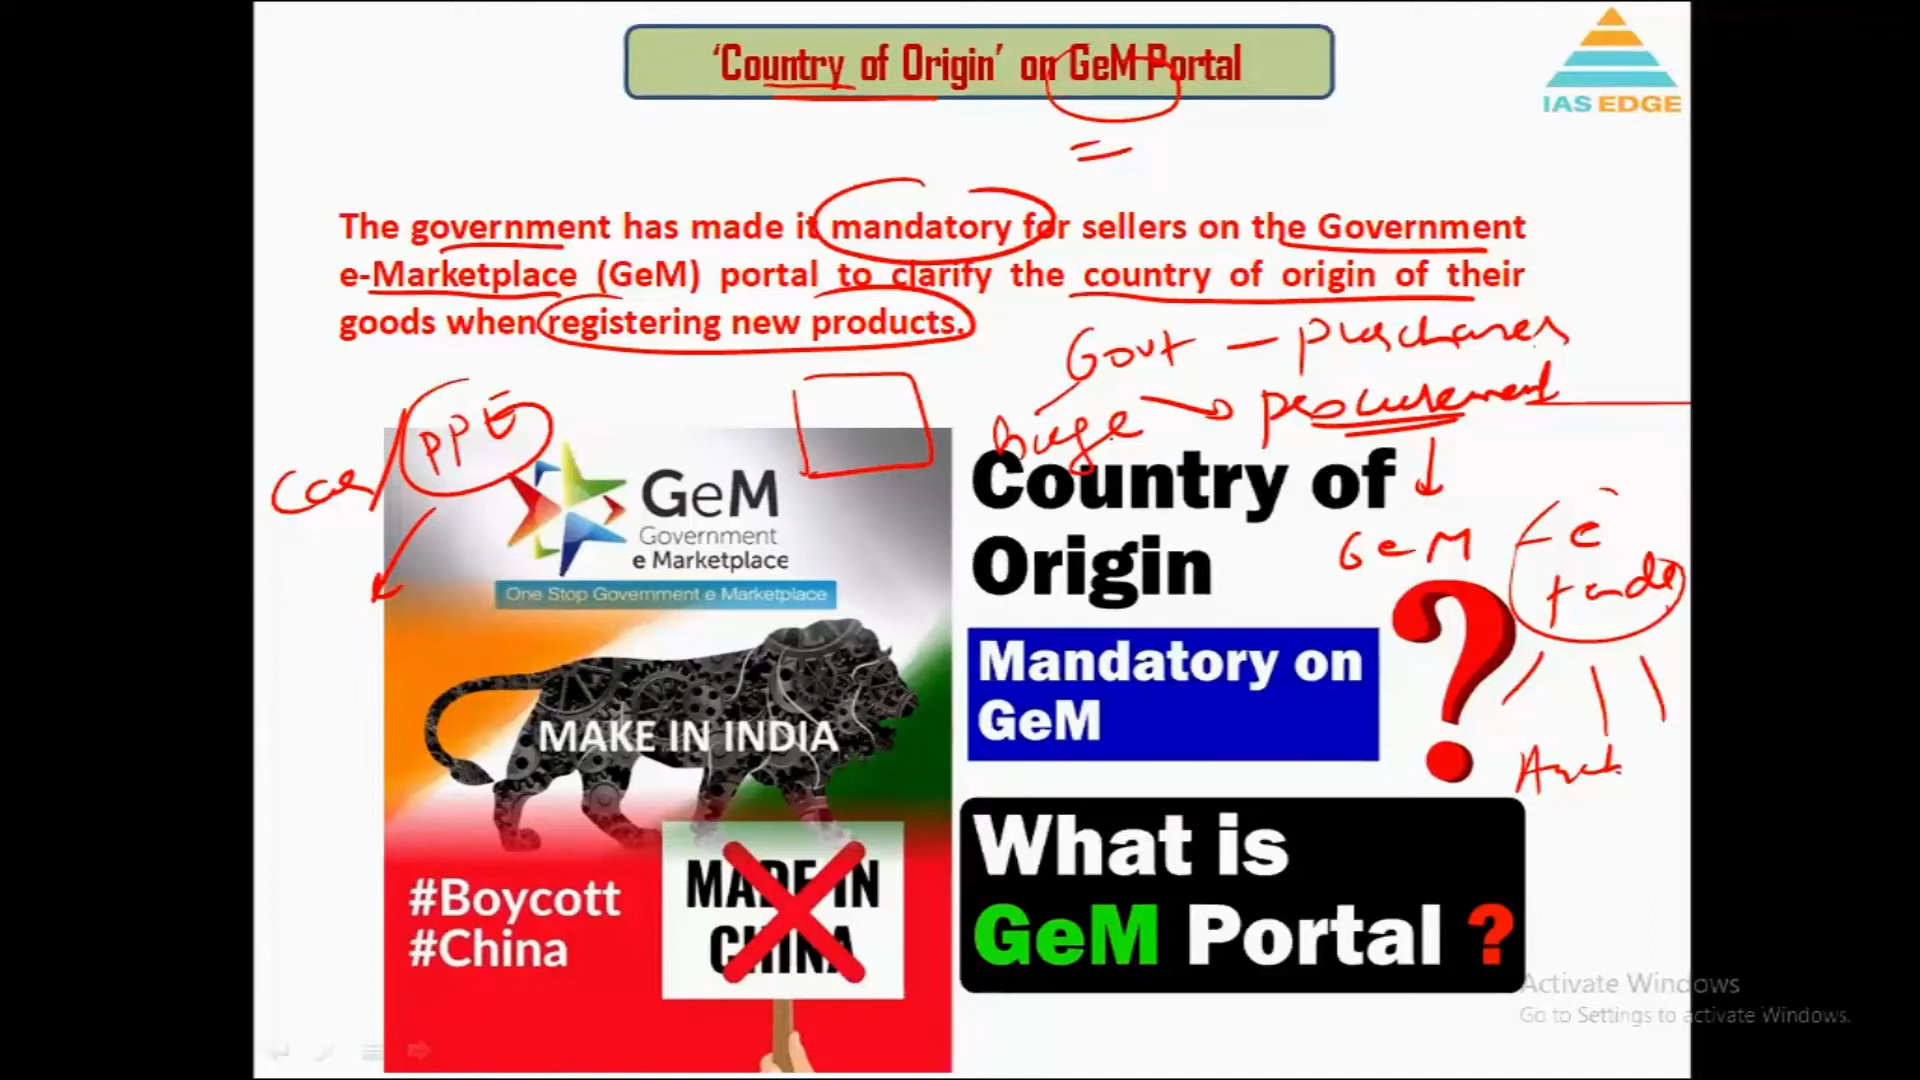 ‘Country of Origin’ on GeM Portal
IAS EDGE
The government has made it mandatory for sellers on the Government
e-Marketplace (GeM) portal to clarify the country of origin of their
goods when registering new products.
Govt - purchases
huge → procurement
PPE
GeM
Government
e Marketplace
One Stop Government e Marketplace
MAKE IN INDIA
#Boycott
#China
MADE IN
CHINA
Country of
Origin
GeM - e
Mandatory on
GeM
?
What is
GeM Portal ?
Activate Windows
Go to Settings to activate Windows.